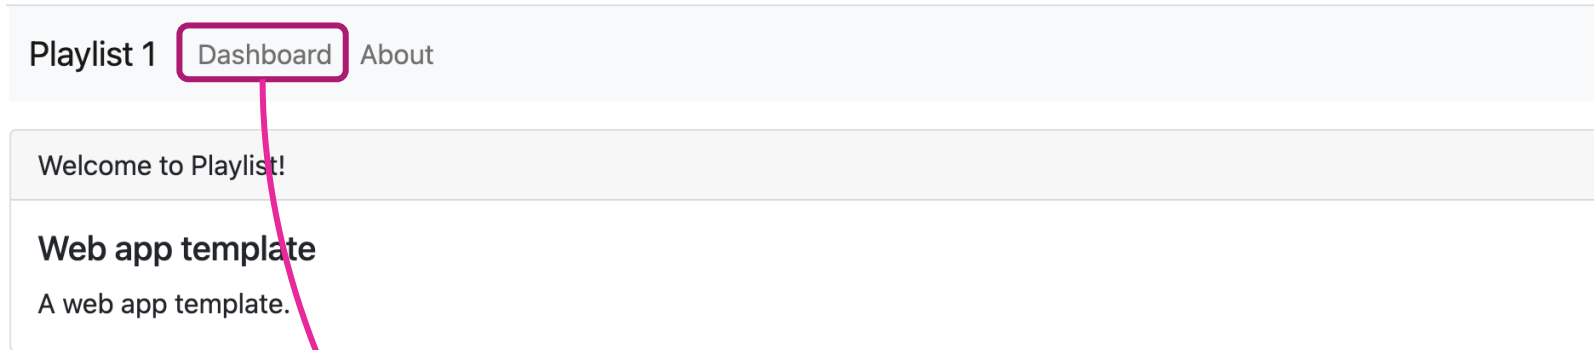 Playlist 1 Dashboard About
Welcome to Playlist!
Web app template
A web app template.